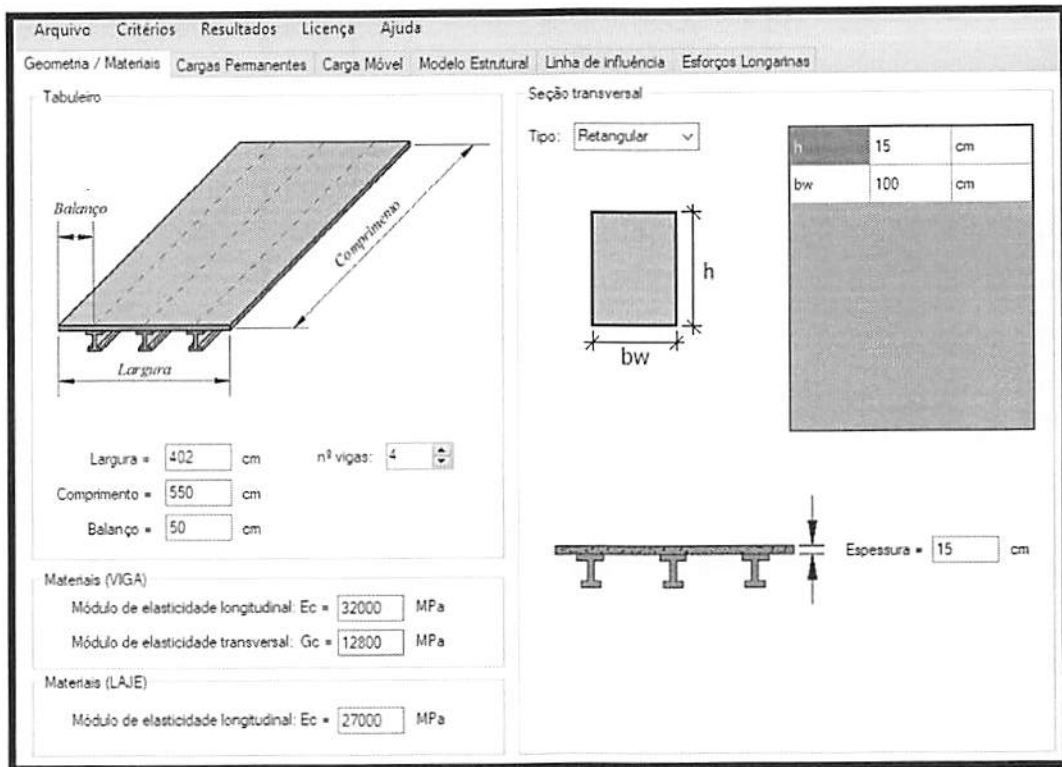 Arquivo Critérios Resultados Licença Ajuda
Geometria / Materiais Cargas Permanentes Carga Móvel Modelo Estrutural Linha de influência Esforços Longarinas
Tabuleiro
Balanço
Comprimento
Largura
Largura = 402 cm nº vigas: 4
Comprimento = 550 cm
Balanço = 50 cm
Materiais (VIGA)
Módulo de elasticidade longitudinal: Ec = 32000 MPa
Módulo de elasticidade transversal: Gc = 12800 MPa
Materiais (LAJE)
Módulo de elasticidade longitudinal: Ec = 27000 MPa
Seção transversal
Tipo: Retangular
h 15 cm
bw 100 cm
h
bw
Espessura = 15 cm